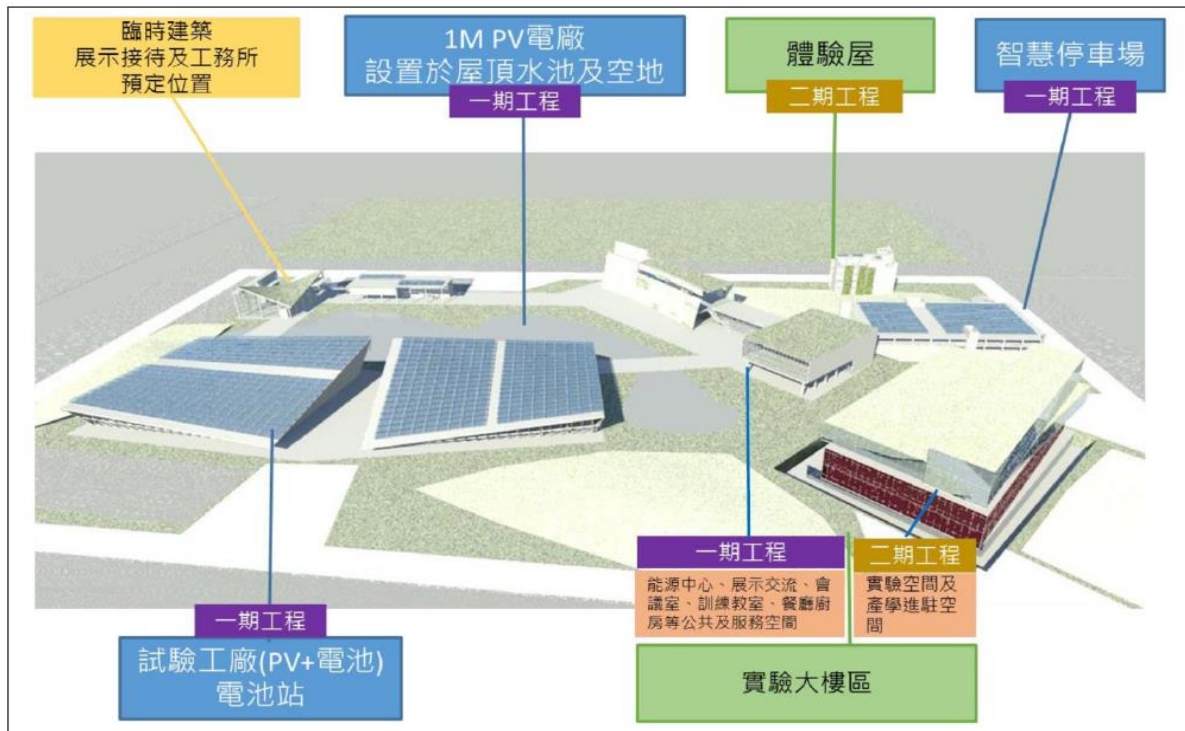 臨時建築
展示接待及工務所
預定位置
1M PV電廠
設置於屋頂水池及空地
一期工程
體驗屋
二期工程
智慧停車場
一期工程
一期工程
試驗工廠(PV+電池)
電池站
一期工程
能源中心、展示交流、會
議室、訓練教室、餐廳廚
房等公共及服務空間
二期工程
實驗空間及
產學進駐空
間
實驗大樓區